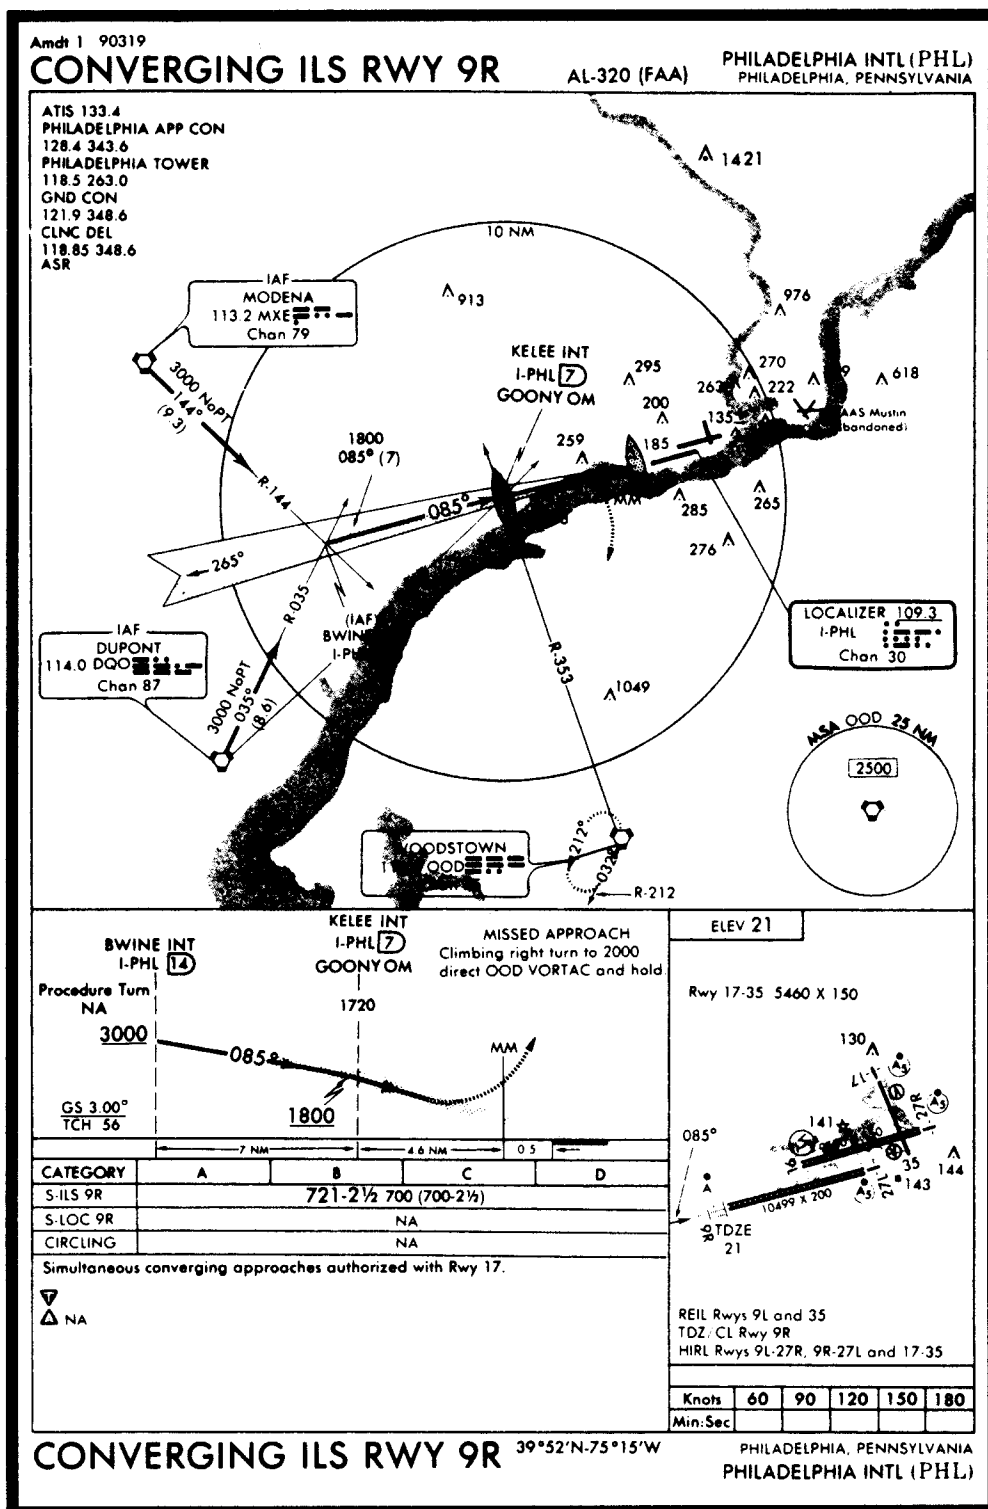 Amdt 1 90319
CONVERGING ILS RWY 9R
AL-320 (FAA)
PHILADELPHIA INTL (PHL)
PHILADELPHIA, PENNSYLVANIA
ATIS 133.4
PHILADELPHIA APP CON
128.4 343.6
PHILADELPHIA TOWER
118.5 263.0
GND CON
121.9 348.6
CLNC DEL
118.85 348.6
ASR
1421
10 NM
IAF
MODENA
113.2 MXE
Chan 79
913
976
KELEE INT
I-PHL 7
GOONY OM
295
270
618
222
200
135
AAS Mustin
3000 NoPT
144°
(9.3)
1800
085° (7)
259
185
R-144
085°
MM
285
265
276
265°
R-035
(IAF)
LOCALIZER 109.3
I-PHL
Chan 30
IAF
DUPONT
114.0 DQO
Chan 87
3000 NoPT
035°
(8.6)
R-353
1049
MSA OOD 25 NM
2500
OOD
212°
032°
R-212
BWINE INT
I-PHL 14
KELEE INT
I-PHL 7
GOONY OM
MISSED APPROACH
Climbing right turn to 2000
direct OOD VORTAC and hold.
Procedure Turn
NA
1720
3000
085°
MM
1800
GS 3.00°
TCH 56
7 NM
4.6 NM
0.5
CATEGORY A B C D
S-ILS 9R 721-2½ 700 (700-2½)
S-LOC 9R NA
CIRCLING NA
Simultaneous converging approaches authorized with Rwy 17.
T
A NA
ELEV 21
Rwy 17-35 5460 X 150
130
A5
17
A5
27R
141
085°
9L
35
144
A
27L
143
A5
10499 X 200
9R
TDZE
21
REIL Rwys 9L and 35
TDZ/CL Rwy 9R
HIRL Rwys 9L-27R, 9R-27L and 17-35
Knots 60 90 120 150 180
Min:Sec
CONVERGING ILS RWY 9R
39°52'N-75°15'W
PHILADELPHIA, PENNSYLVANIA
PHILADELPHIA INTL (PHL)